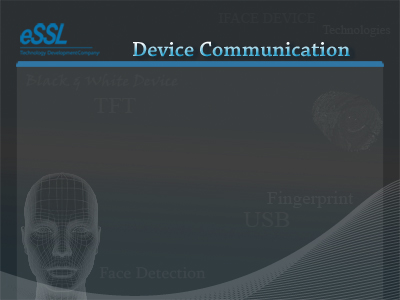 IFACE DEVICE
eSSL
Technologies
Technology Development Company
Device Communication
Black & White Device
TFT
Fingerprint
USB
Face Detection